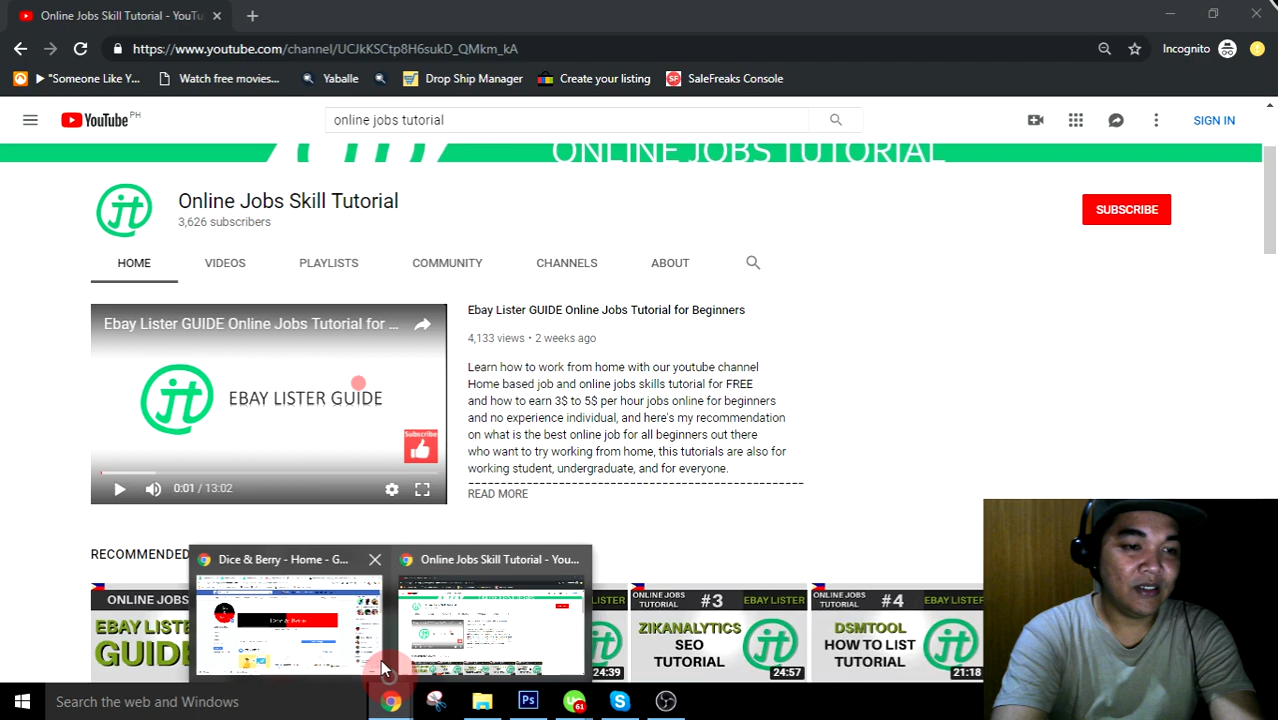 Online Jobs Skill Tutorial - YouTu
https://www.youtube.com/channel/UCJkKSCtp8H6sukD_QMkm_kA
Incognito
"Someone Like Y...
Watch free movies...
Yaballe
Drop Ship Manager
Create your listing
SF
SaleFreaks Console
YouTube PH
online jobs tutorial
SIGN IN
ONLINE JOBS TUTORIAL
jt
Online Jobs Skill Tutorial
3,626 subscribers
SUBSCRIBE
HOME
VIDEOS
PLAYLISTS
COMMUNITY
CHANNELS
ABOUT
Ebay Lister GUIDE Online Jobs Tutorial for ...
jt EBAY LISTER GUIDE
Subscribe
0:01 / 13:02
Ebay Lister GUIDE Online Jobs Tutorial for Beginners
4,133 views • 2 weeks ago
Learn how to work from home with our youtube channel
Home based job and online jobs skills tutorial for FREE
and how to earn 3$ to 5$ per hour jobs online for beginners
and no experience individual, and here's my recommendation
on what is the best online job for all beginners out there
who want to try working from home, this tutorials are also for
working student, undergraduate, and for everyone.
--------------------------------------------------------
READ MORE
RECOMMENDED
Dice & Berry - Home - G...
Online Jobs Skill Tutorial - You...
Dice & Berry
ONLINE JOBS
EBAY
GUIDE
LISTER
24:39
ONLINE JOBS
TUTORIAL
#3
EBAY LISTER
ZIKANALYTICS
SEO
TUTORIAL
24:57
ONLINE JOBS
TUTORIAL
#4
EBAY LISTER
DSMTOOL
HOW TO LIST
TUTORIAL
21:18
Search the web and Windows
Ps
61